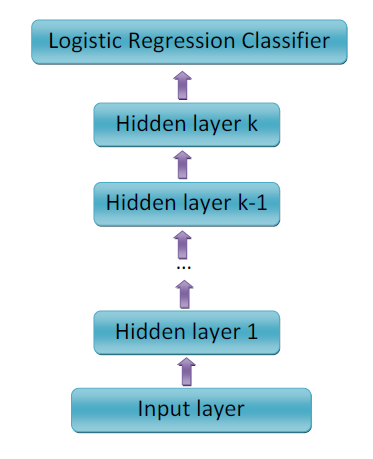 Logistic Regression Classifier
Hidden layer k
Hidden layer k-1
...
Hidden layer 1
Input layer